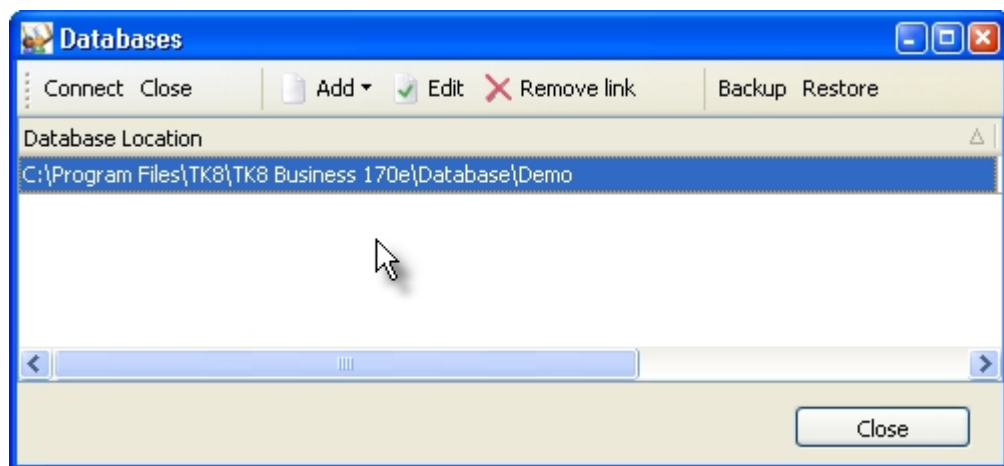 Databases
Connect Close Add Edit Remove link Backup Restore
Database Location
C:\Program Files\TK8\TK8 Business 170e\Database\Demo
Close